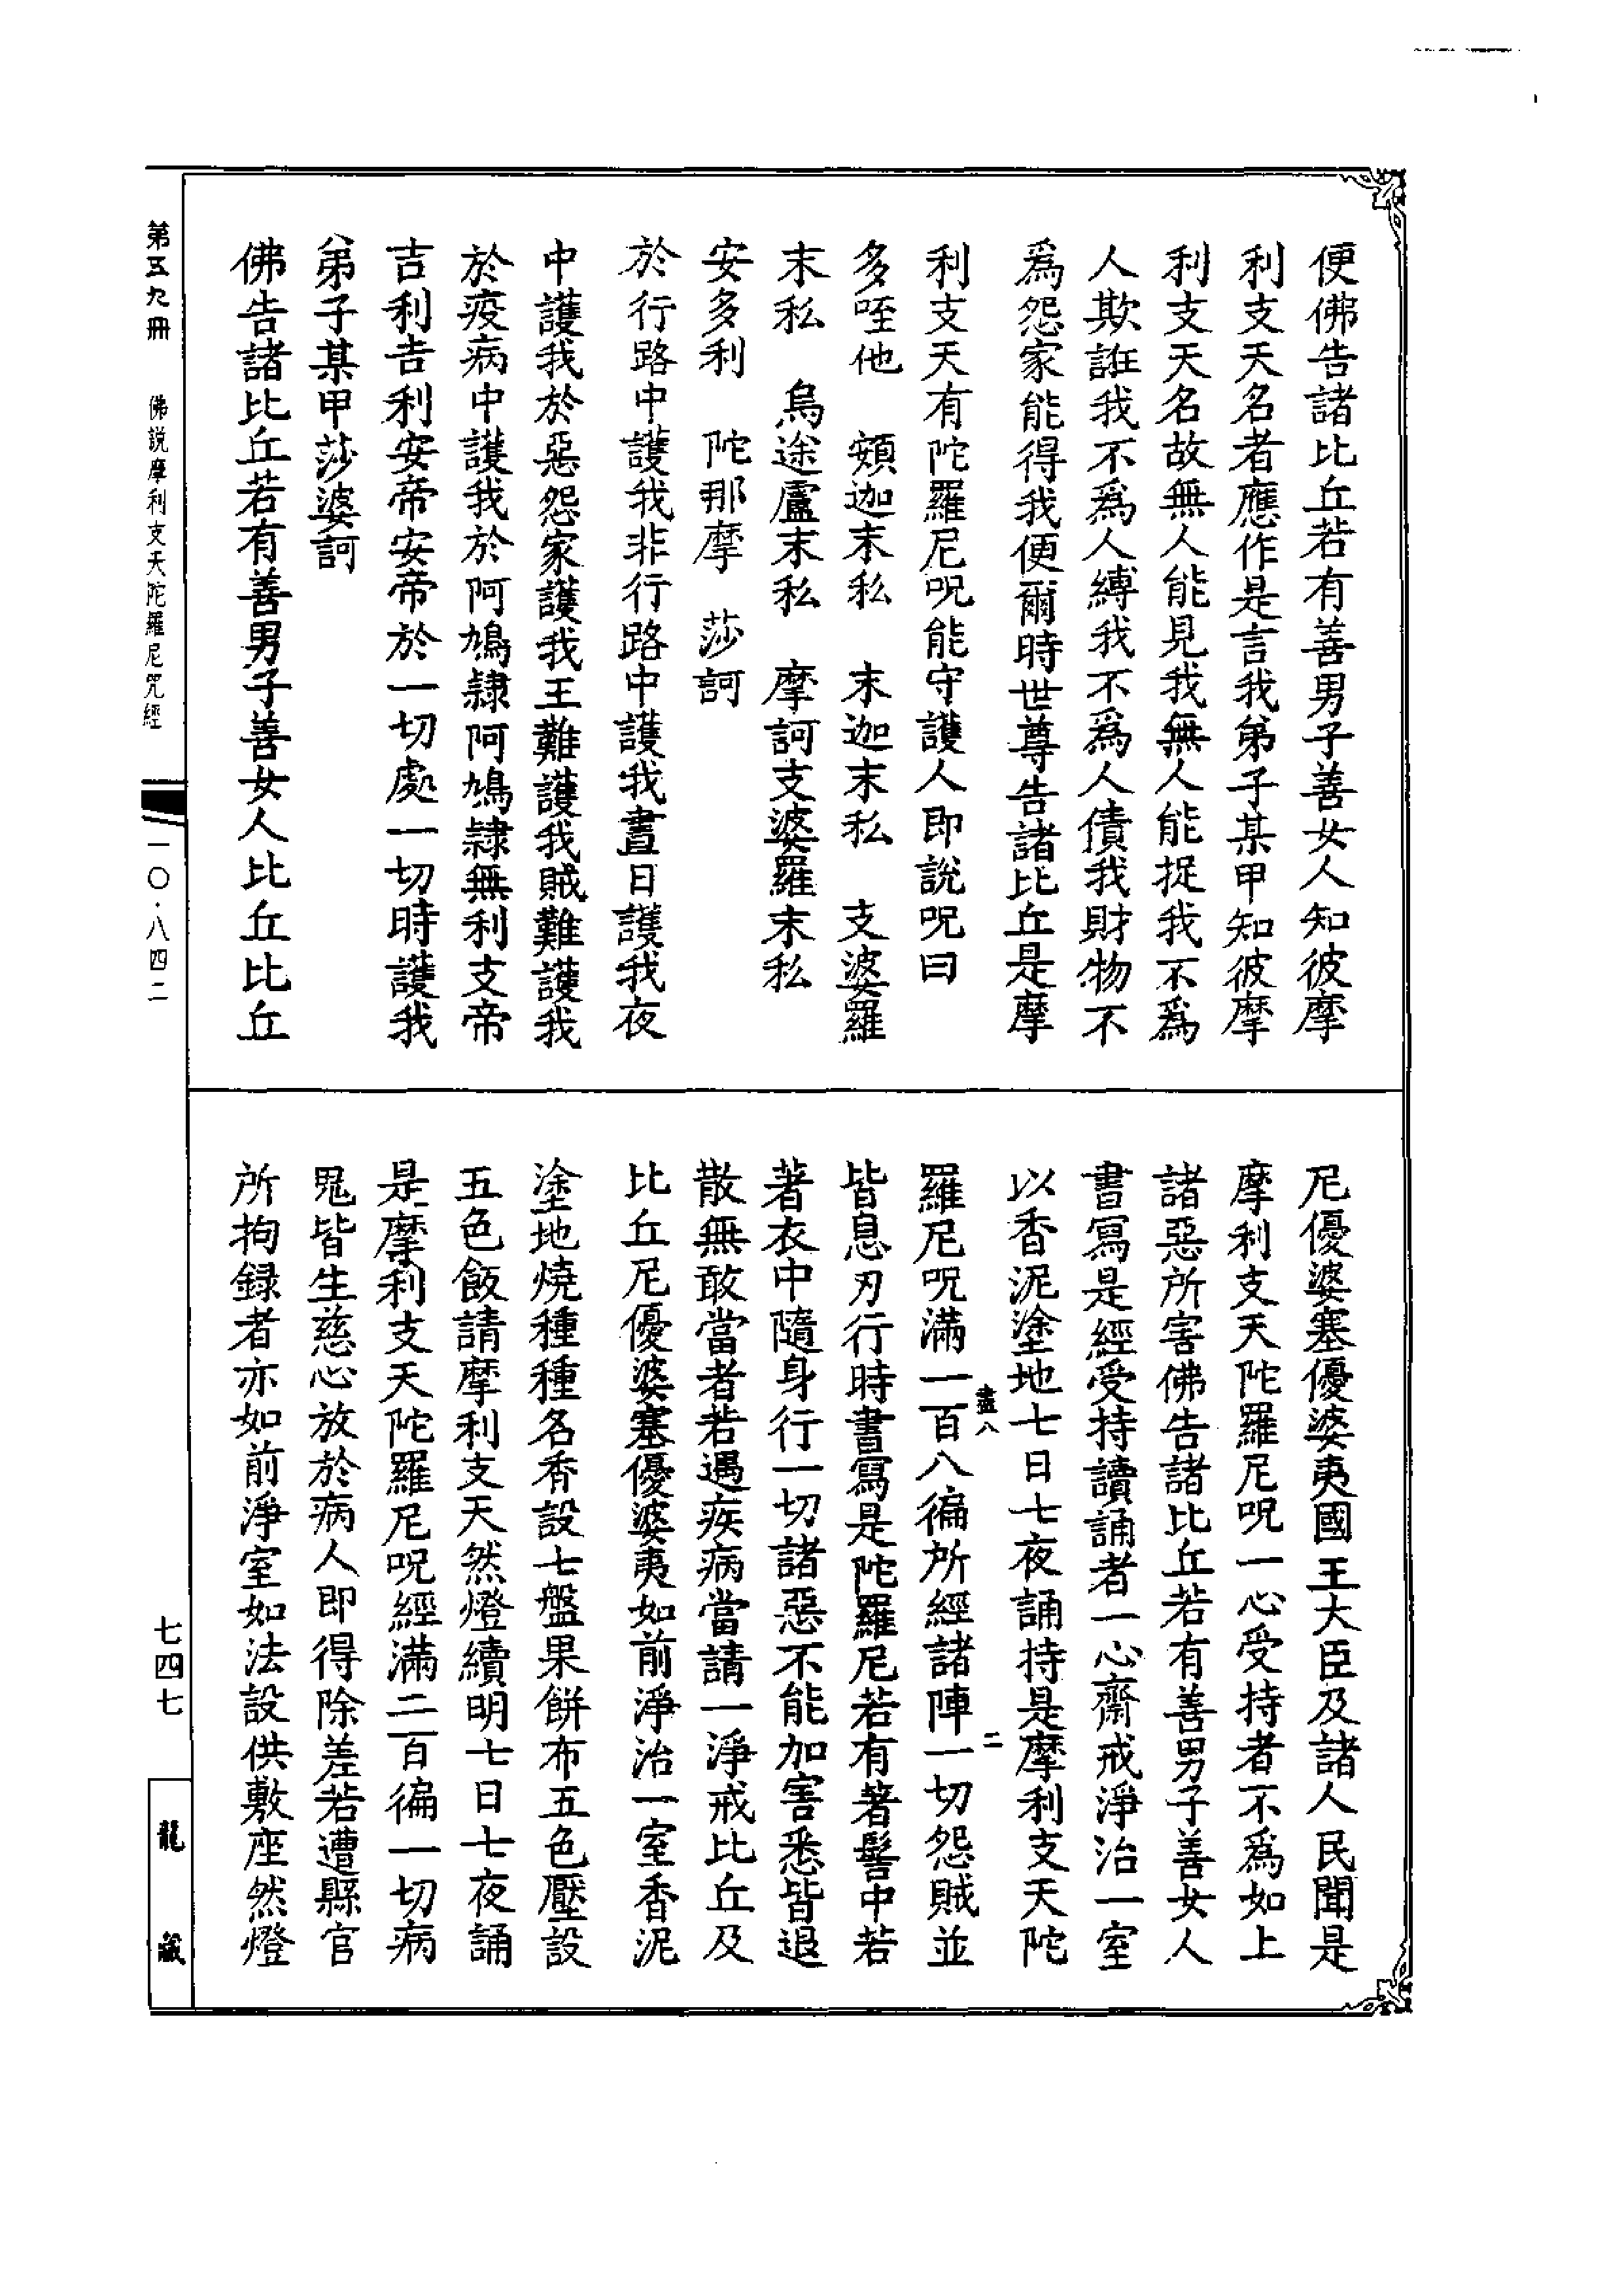 便佛告諸比丘若有善男子善女人知彼摩
利支天名者應作是言我弟子某甲知彼摩
利支天名故無人能見我無人能捉我不爲
人欺誑我不爲人縛我不爲人債我財物不
爲怨家能得我便爾時世尊告諸比丘是摩
利支天有陀羅尼呪能守護人即說呪曰
多咥他　頞迦末私　末迦末私　支婆羅
末私　烏途盧末私　摩訶支婆羅末私
安多利　陀那摩　莎訶
於行路中護我非行路中護我晝日護我夜
中護我於惡怨家護我王難護我賊難護我
於疫病中護我於阿鳩隷阿鳩隷無利支帝
吉利吉利安帝安帝於一切處一切時護我
弟子某甲莎婆訶
佛告諸比丘若有善男子善女人比丘比丘
尼優婆塞優婆夷國王大臣及諸人民聞是
摩利支天陀羅尼呪一心受持者不爲如上
諸惡所害佛告諸比丘若有善男子善女人
書寫是經受持讀誦者一心齋戒淨治一室
以香泥塗地七日七夜誦持是摩利支天陀
盡八　二
羅尼呪滿一百八徧所經諸陣一切怨賊並
皆息刃行時書寫是陀羅尼若有著髻中若
著衣中隨身行一切諸惡不能加害悉皆退
散無敢當者若遇疾病當請一淨戒比丘及
比丘尼優婆塞優婆夷如前淨治一室香泥
塗地燒種種名香設七盤果餅布五色壓設
五色飯請摩利支天然燈續明七日七夜誦
是摩利支天陀羅尼呪經滿二百徧一切病
鬼皆生慈心放於病人即得除差若遭縣官
所拘録者亦如前淨室如法設供敷座然燈
第五九冊　佛説摩利支天陀羅尼咒經
一〇·八四二
七四七
龍藏